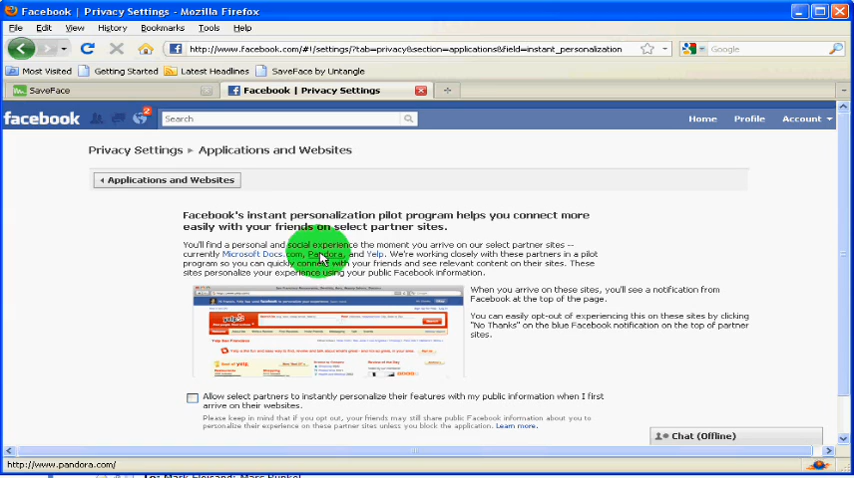 Facebook | Privacy Settings - Mozilla Firefox
File Edit View History Bookmarks Tools Help
http://www.facebook.com/#!/settings/?tab=privacy&section=applications&field=instant_personalization
Google
Most Visited Getting Started Latest Headlines SaveFace by Untangle
SaveFace Facebook | Privacy Settings
facebook 2 Search Home Profile Account
Privacy Settings ▸ Applications and Websites
Applications and Websites
Facebook's instant personalization pilot program helps you connect more
easily with your friends on select partner sites.
You'll find a personal and social experience the moment you arrive on our select partner sites --
currently Microsoft Docs.com, Pandora, and Yelp. We're working closely with these partners in a pilot
program so you can quickly connect with your friends and see relevant content on their sites. These
sites personalize your experience using your public Facebook information.
When you arrive on these sites, you'll see a notification from
Facebook at the top of the page.
You can easily opt-out of experiencing this on these sites by clicking
"No Thanks" on the blue Facebook notification on the top of partner
sites.
Allow select partners to instantly personalize their features with my public information when I first
arrive on their websites.
Please keep in mind that if you opt out, your friends may still share public Facebook information about you to
personalize their experience on these partner sites unless you block the application. Learn more.
Chat (Offline)
http://www.pandora.com/